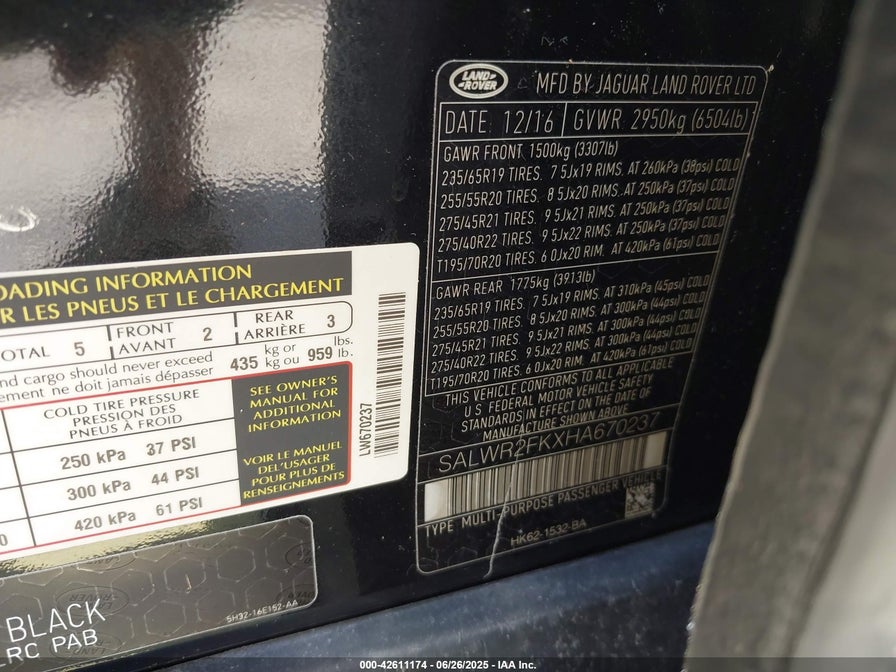 LAND ROVER
MFD BY JAGUAR LAND ROVER LTD
DATE: 12/16 GVWR 2950kg (6504lb)
GAWR FRONT 1500kg (3307lb)
235/65R19 TIRES. 7 5Jx19 RIMS. AT 260kPa (38psi) COLD
255/55R20 TIRES. 8 5Jx20 RIMS. AT 250kPa (37psi) COLD
275/45R21 TIRES. 9 5Jx21 RIMS. AT 250kPa (37psi) COLD
275/40R22 TIRES. 9 5Jx22 RIMS. AT 250kPa (37psi) COLD
T195/70R20 TIRES. 6 0Jx20 RIM. AT 420kPa (61psi) COLD
GAWR REAR 1775kg (3913lb)
235/65R19 TIRES. 7 5Jx19 RIMS. AT 310kPa (45psi) COLD
255/55R20 TIRES. 8 5Jx20 RIMS. AT 300kPa (44psi) COLD
275/45R21 TIRES. 9 5Jx21 RIMS. AT 300kPa (44psi) COLD
275/40R22 TIRES. 9 5Jx22 RIMS. AT 300kPa (44psi) COLD
T195/70R20 TIRES. 6 0Jx20 RIM. AT 420kPa (61psi) COLD
THIS VEHICLE CONFORMS TO ALL APPLICABLE
U S FEDERAL MOTOR VEHICLE SAFETY
STANDARDS IN EFFECT ON THE DATE OF
MANUFACTURE SHOWN ABOVE
SALWR2FKXHA670237
TYPE MULTI-PURPOSE PASSENGER VEHICLE
HK62-1532-BA
OADING INFORMATION
R LES PNEUS ET LE CHARGEMENT
OTAL 5 FRONT AVANT 2 REAR ARRIÈRE 3
nd cargo should never exceed
ement ne doit jamais dépasser
435 kg or kg ou 959 lb. lbs.
COLD TIRE PRESSURE
PRESSION DES
PNEUS À FROID
250 kPa 37 PSI
300 kPa 44 PSI
0 420 kPa 61 PSI
SEE OWNER'S
MANUAL FOR
ADDITIONAL
INFORMATION
VOIR LE MANUEL
DE L'USAGER
POUR PLUS DE
RENSEIGNEMENTS
LW670237
5H32-16E152-AA
BLACK
LRC PAB
000-42611174 - 06/26/2025 - IAA Inc.